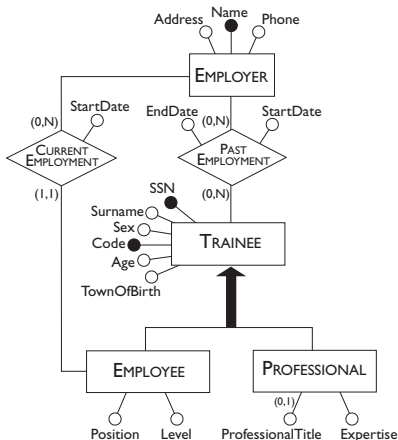 Name
Address Phone
EMPLOYER
StartDate
(0,N)
EndDate
(0,N)
StartDate
CURRENT
EMPLOYMENT
PAST
EMPLOYMENT
(1,1)
(0,N)
SSN
Surname
Sex
Code
TRAINEE
Age
TownOfBirth
EMPLOYEE
PROFESSIONAL
(0,1)
Position Level
ProfessionalTitle Expertise